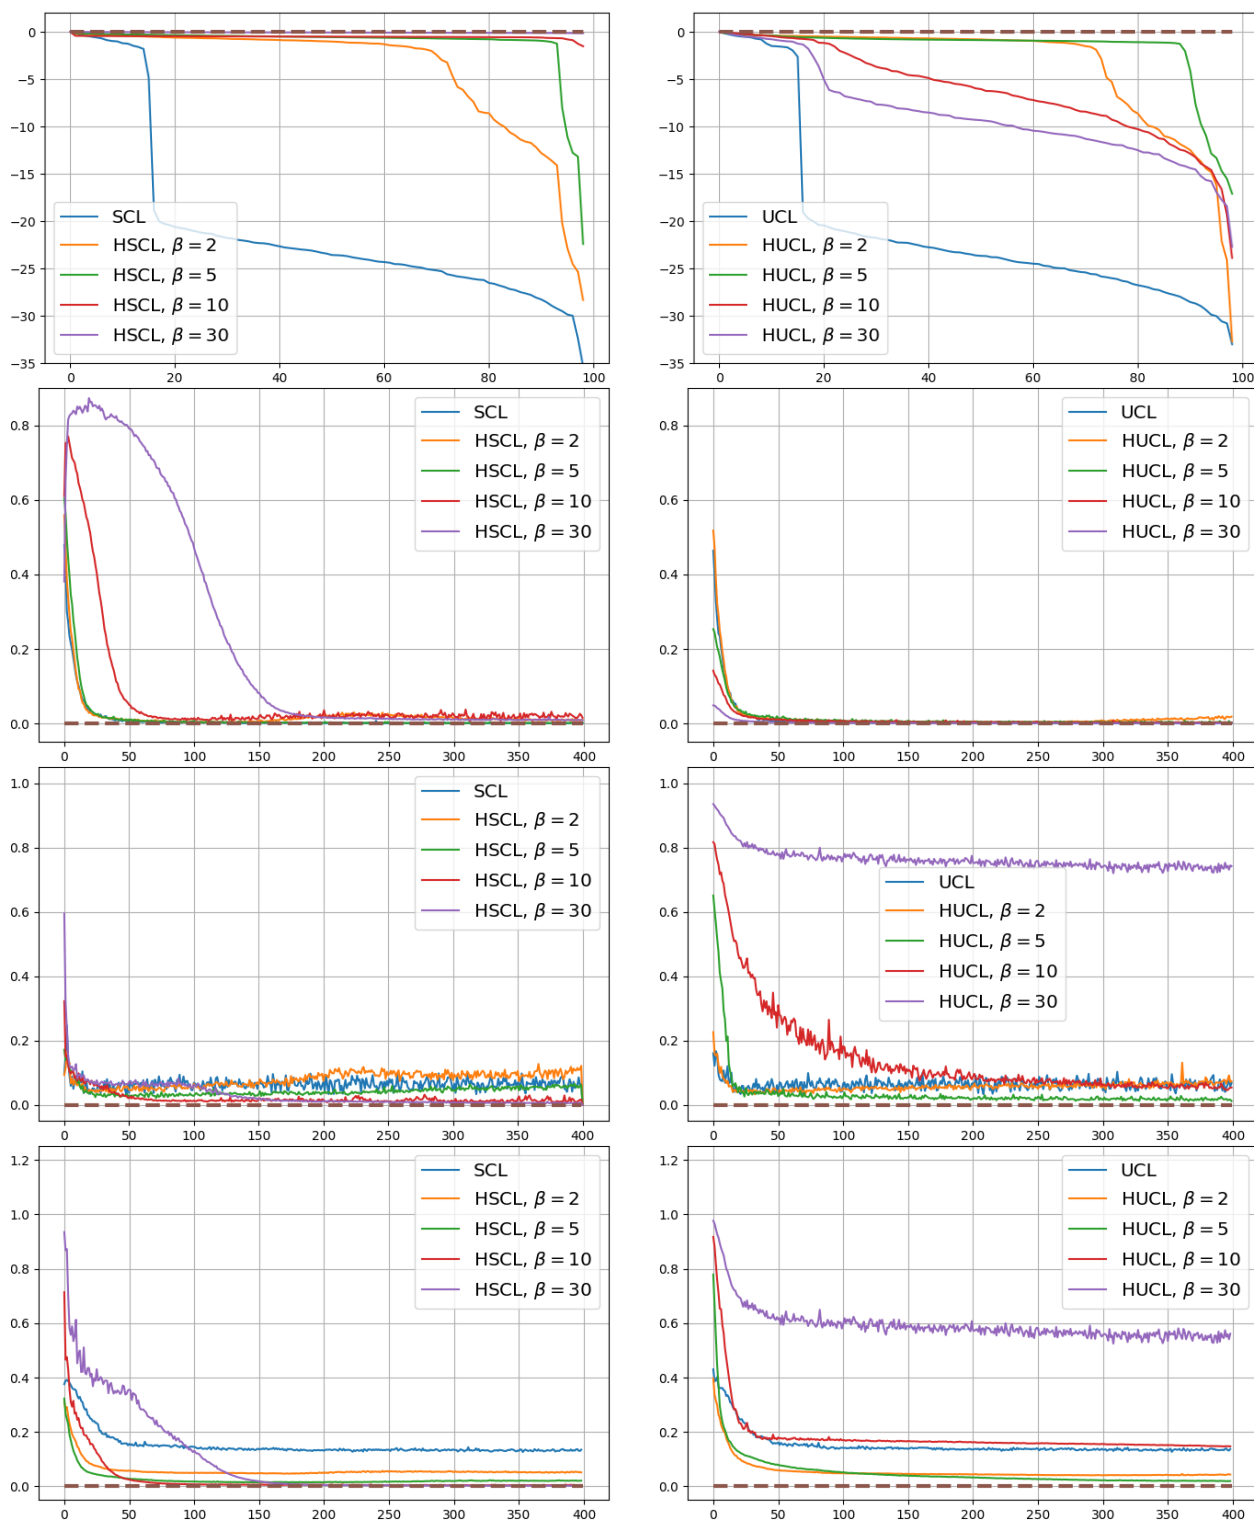 0
−5
−10
−15
−20
−25
−30
−35
0 20 40 60 80 100
SCL
HSCL, β = 2
HSCL, β = 5
HSCL, β = 10
HSCL, β = 30
0
−5
−10
−15
−20
−25
−30
−35
0 20 40 60 80 100
UCL
HUCL, β = 2
HUCL, β = 5
HUCL, β = 10
HUCL, β = 30
0.8
0.6
0.4
0.2
0.0
0 50 100 150 200 250 300 350 400
SCL
HSCL, β = 2
HSCL, β = 5
HSCL, β = 10
HSCL, β = 30
0.8
0.6
0.4
0.2
0.0
0 50 100 150 200 250 300 350 400
UCL
HUCL, β = 2
HUCL, β = 5
HUCL, β = 10
HUCL, β = 30
1.0
0.8
0.6
0.4
0.2
0.0
0 50 100 150 200 250 300 350 400
SCL
HSCL, β = 2
HSCL, β = 5
HSCL, β = 10
HSCL, β = 30
1.0
0.8
0.6
0.4
0.2
0.0
0 50 100 150 200 250 300 350 400
UCL
HUCL, β = 2
HUCL, β = 5
HUCL, β = 10
HUCL, β = 30
1.2
1.0
0.8
0.6
0.4
0.2
0.0
0 50 100 150 200 250 300 350 400
SCL
HSCL, β = 2
HSCL, β = 5
HSCL, β = 10
HSCL, β = 30
1.2
1.0
0.8
0.6
0.4
0.2
0.0
0 50 100 150 200 250 300 350 400
UCL
HUCL, β = 2
HUCL, β = 5
HUCL, β = 10
HUCL, β = 30